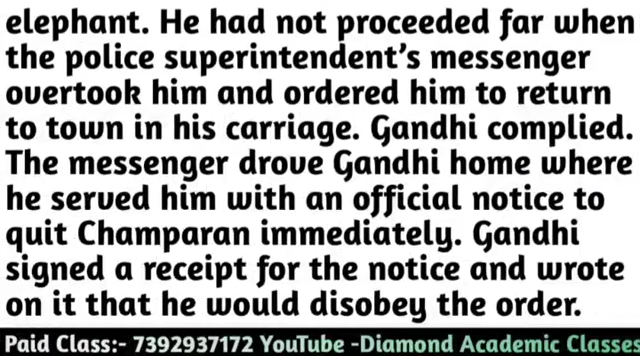 elephant. He had not proceeded far when
the police superintendent's messenger
overtook him and ordered him to return
to town in his carriage. Gandhi complied.
The messenger drove Gandhi home where
he served him with an official notice to
quit Champaran immediately. Gandhi
signed a receipt for the notice and wrote
on it that he would disobey the order.
Paid Class:- 7392937172 YouTube -Diamond Academic Classes